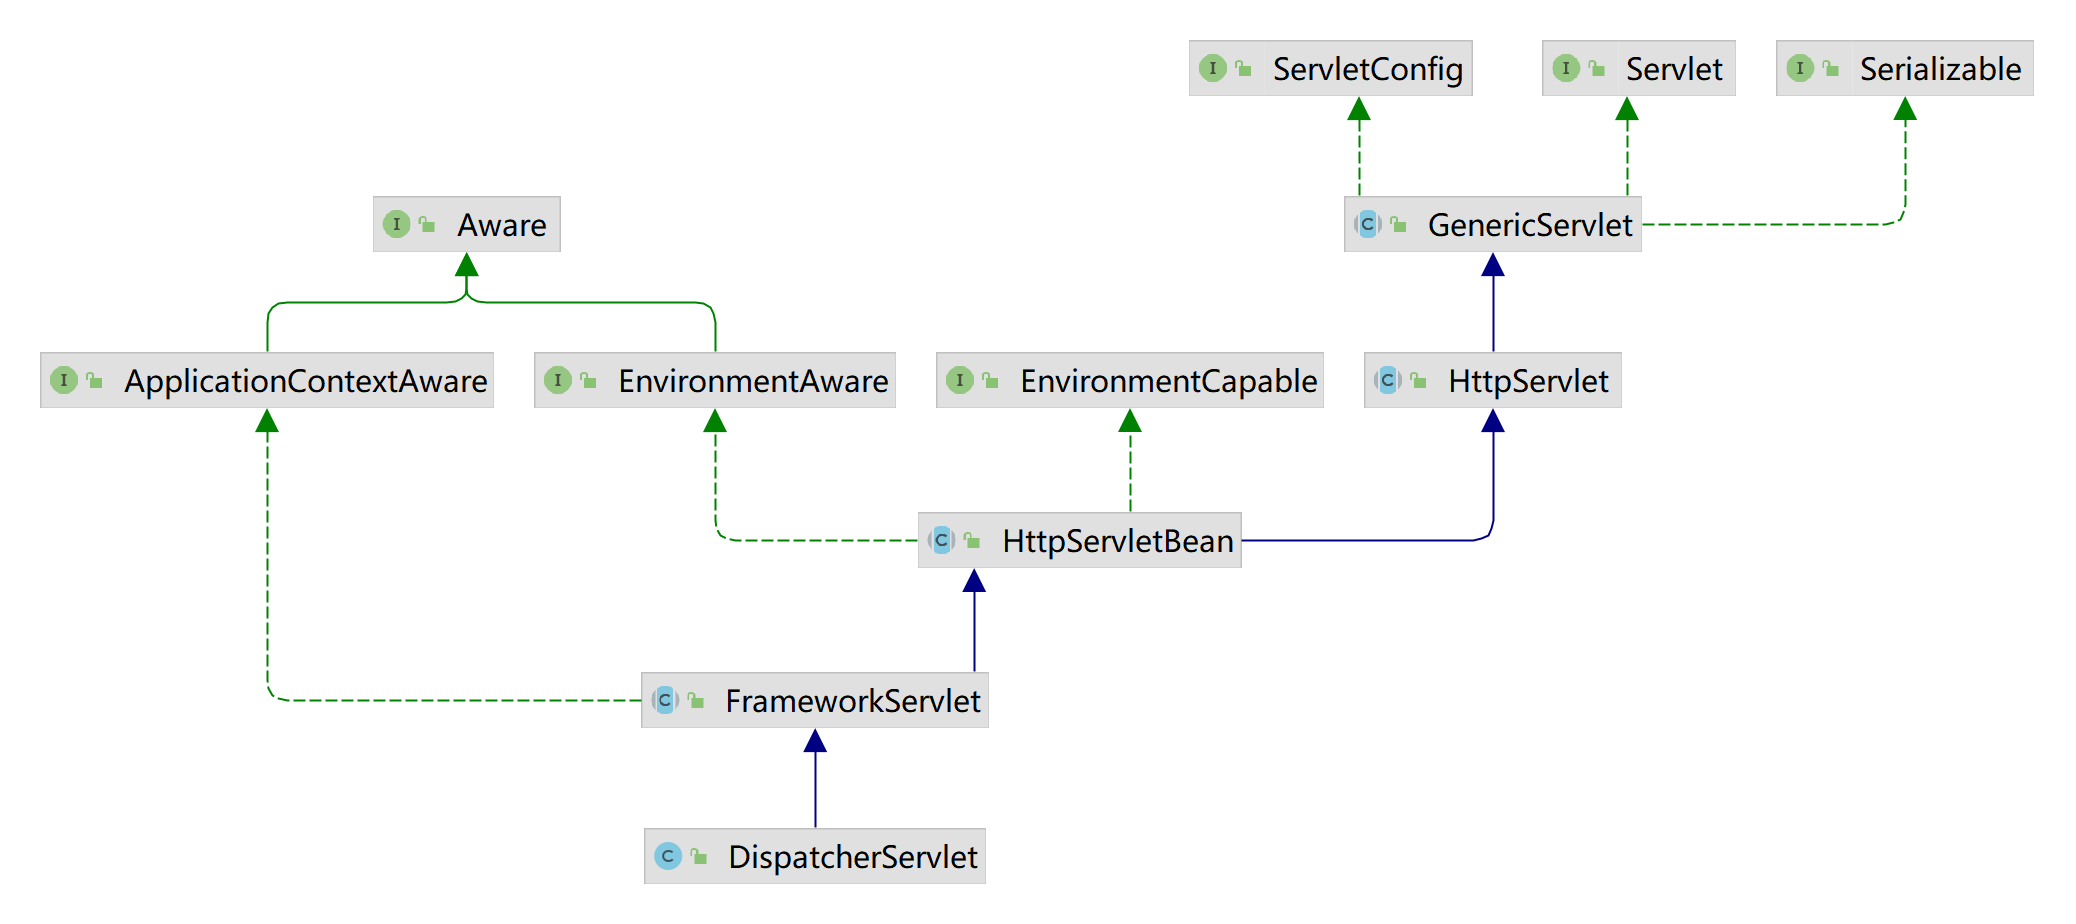 I ServletConfig
I Servlet
I Serializable
I Aware
C GenericServlet
I ApplicationContextAware
I EnvironmentAware
I EnvironmentCapable
C HttpServlet
C HttpServletBean
C FrameworkServlet
C DispatcherServlet